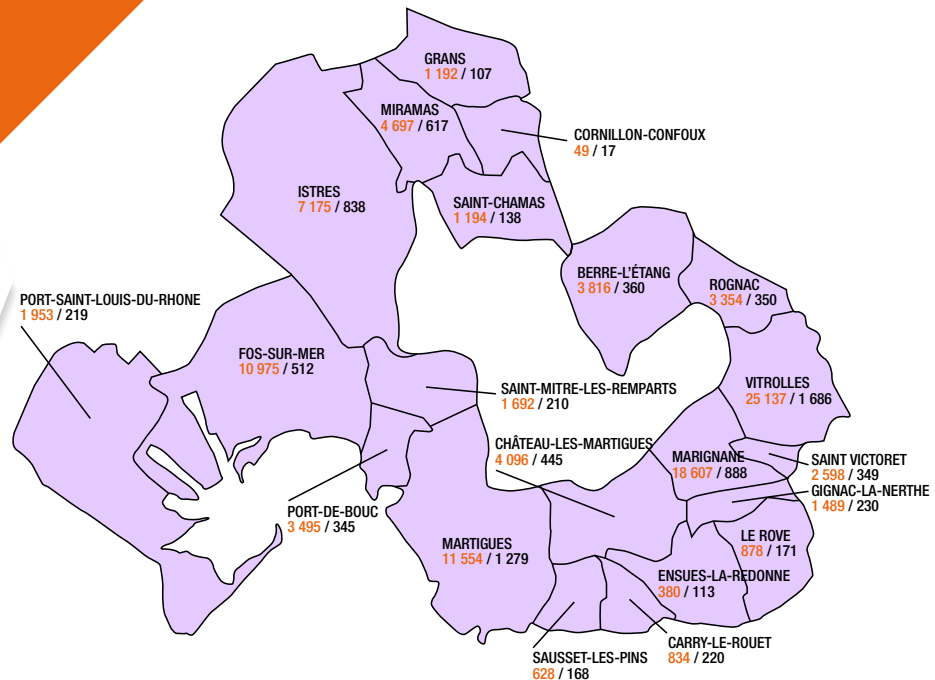 GRANS
1 192 / 107
MIRAMAS
4 697 / 617
CORNILLON-CONFOUX
49 / 17
ISTRES
7 175 / 838
SAINT-CHAMAS
1 194 / 138
BERRE-L'ÉTANG
3 816 / 360
ROGNAC
3 354 / 350
PORT-SAINT-LOUIS-DU-RHONE
1 953 / 219
FOS-SUR-MER
10 975 / 512
SAINT-MITRE-LES-REMPARTS
1 692 / 210
VITROLLES
25 137 / 1 686
CHÂTEAU-LES-MARTIGUES
4 096 / 445
MARIGNANE
18 607 / 888
SAINT VICTORET
2 598 / 349
GIGNAC-LA-NERTHE
1 489 / 230
PORT-DE-BOUC
3 495 / 345
MARTIGUES
11 554 / 1 279
LE ROVE
878 / 171
ENSUES-LA-REDONNE
380 / 113
CARRY-LE-ROUET
834 / 220
SAUSSET-LES-PINS
628 / 168